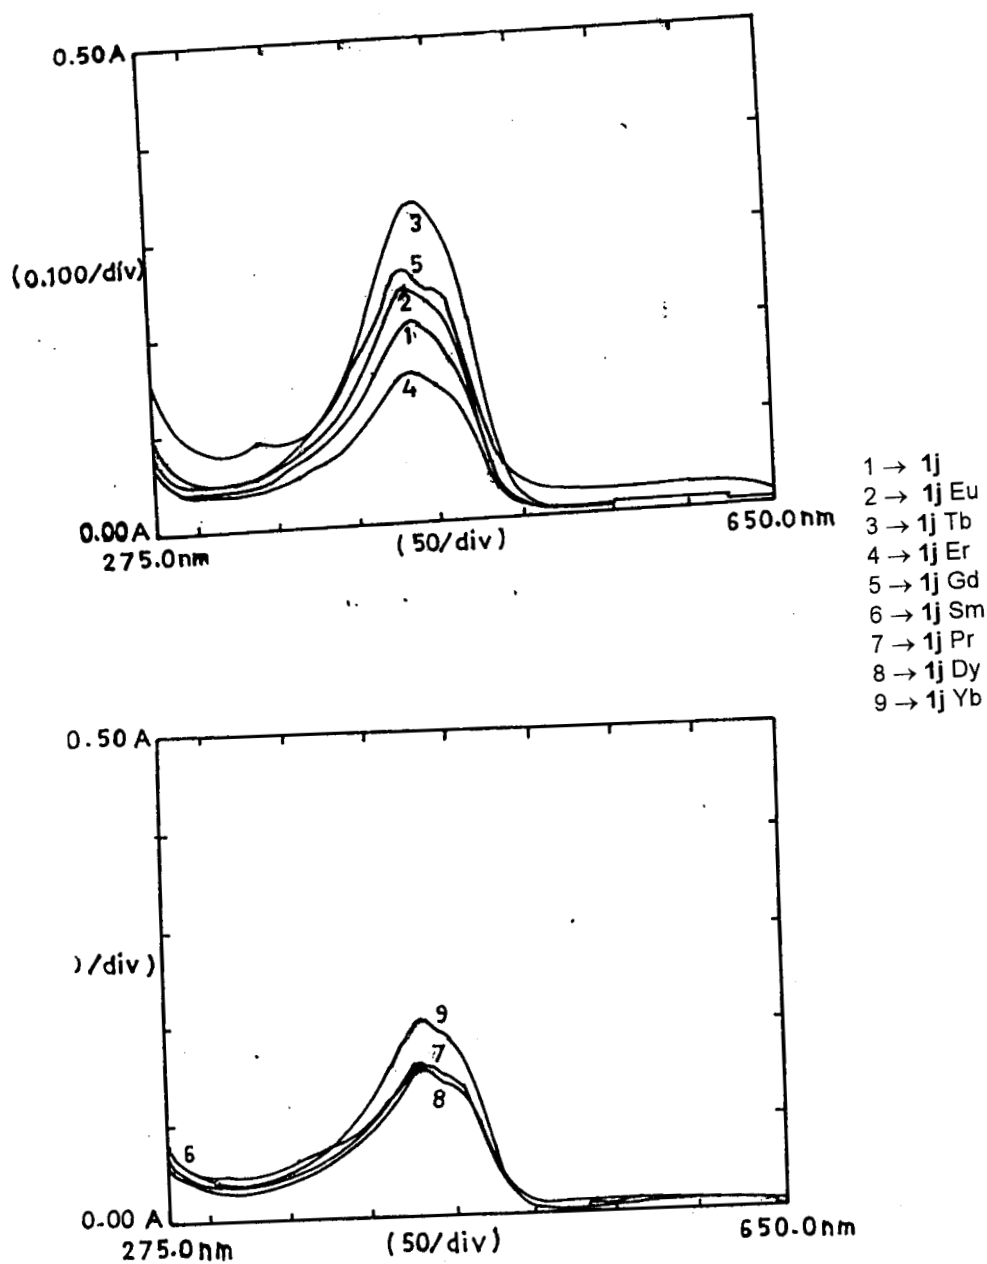 0.50 A
3
(0.100/div)
5
2
1
4
0.00 A
650.0nm
275.0nm
(50/div)
1 → 1j
2 → 1j Eu
3 → 1j Tb
4 → 1j Er
5 → 1j Gd
6 → 1j Sm
7 → 1j Pr
8 → 1j Dy
9 → 1j Yb
0.50 A
)/div)
9
7
8
6
0.00 A
650.0nm
275.0nm
(50/div)